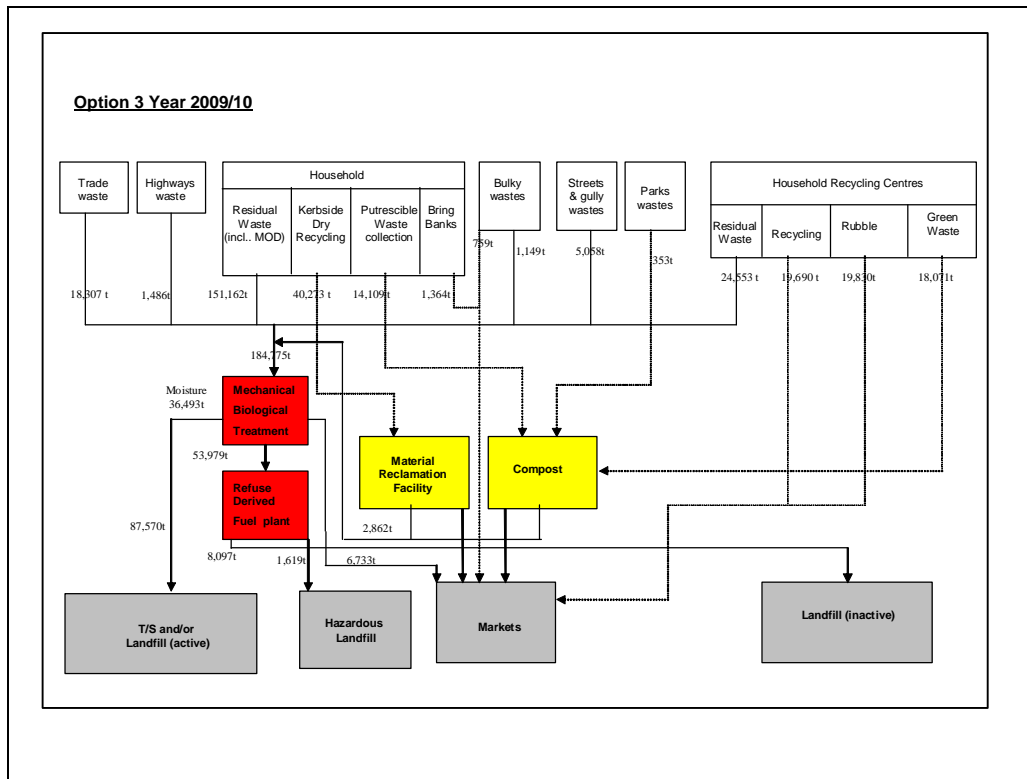 Option 3 Year 2009/10
Trade
waste
Highways
waste
Household
Residual
Waste
(incl.. MOD)
Kerbside
Dry
Recycling
Putrescible
Waste
collection
Bring
Banks
Bulky
wastes
Streets
& gully
wastes
Parks
wastes
Household Recycling Centres
Residual
Waste
Recycling
Rubble
Green
Waste
18,307 t
1,486t
151,162t
40,273 t
14,109t
1,364t
759t
1,149t
5,058t
353t
24,553 t
19,690 t
19,830t
18,071t
184,775t
Moisture
36,493t
Mechanical
Biological
Treatment
53,979t
Refuse
Derived
Fuel plant
Material
Reclamation
Facility
Compost
87,570t
2,862t
8,097t
1,619t
6,733t
T/S and/or
Landfill (active)
Hazardous
Landfill
Markets
Landfill (inactive)